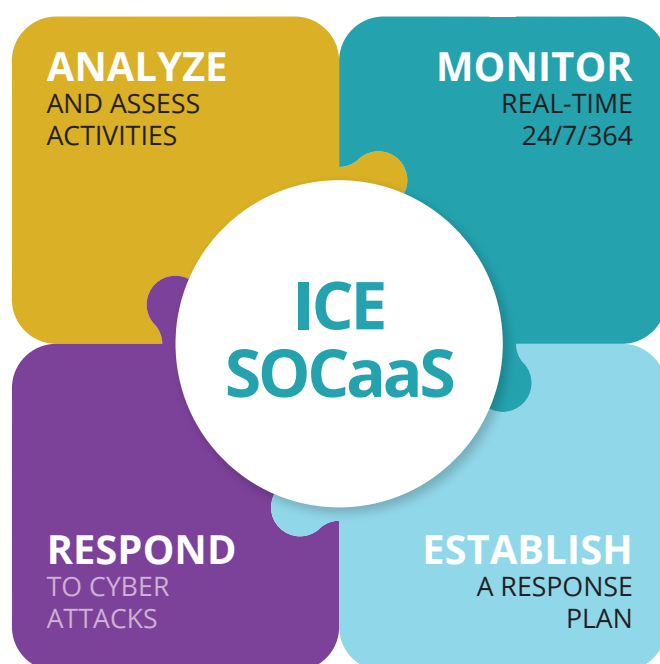 ANALYZE
AND ASSESS
ACTIVITIES
MONITOR
REAL-TIME
24/7/364
ICE
SOCaaS
RESPOND
TO CYBER
ATTACKS
ESTABLISH
A RESPONSE
PLAN